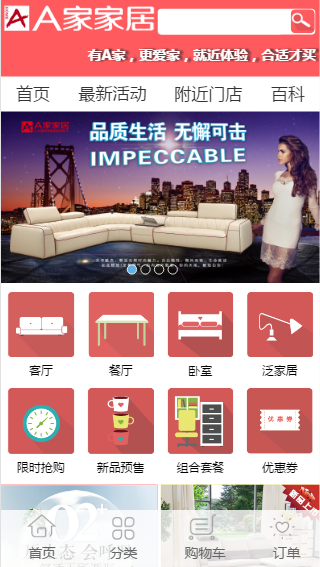 A家家居
有A家，更爱家，就近体验，合适才买
首页 最新活动 附近门店 百科
A家家居
品质生活 无懈可击
IMPECCABLE
客厅 餐厅 卧室 泛家居
优惠券
限时抢购 新品预售 组合套餐 优惠券
新品上
首页 分类 购物车 订单